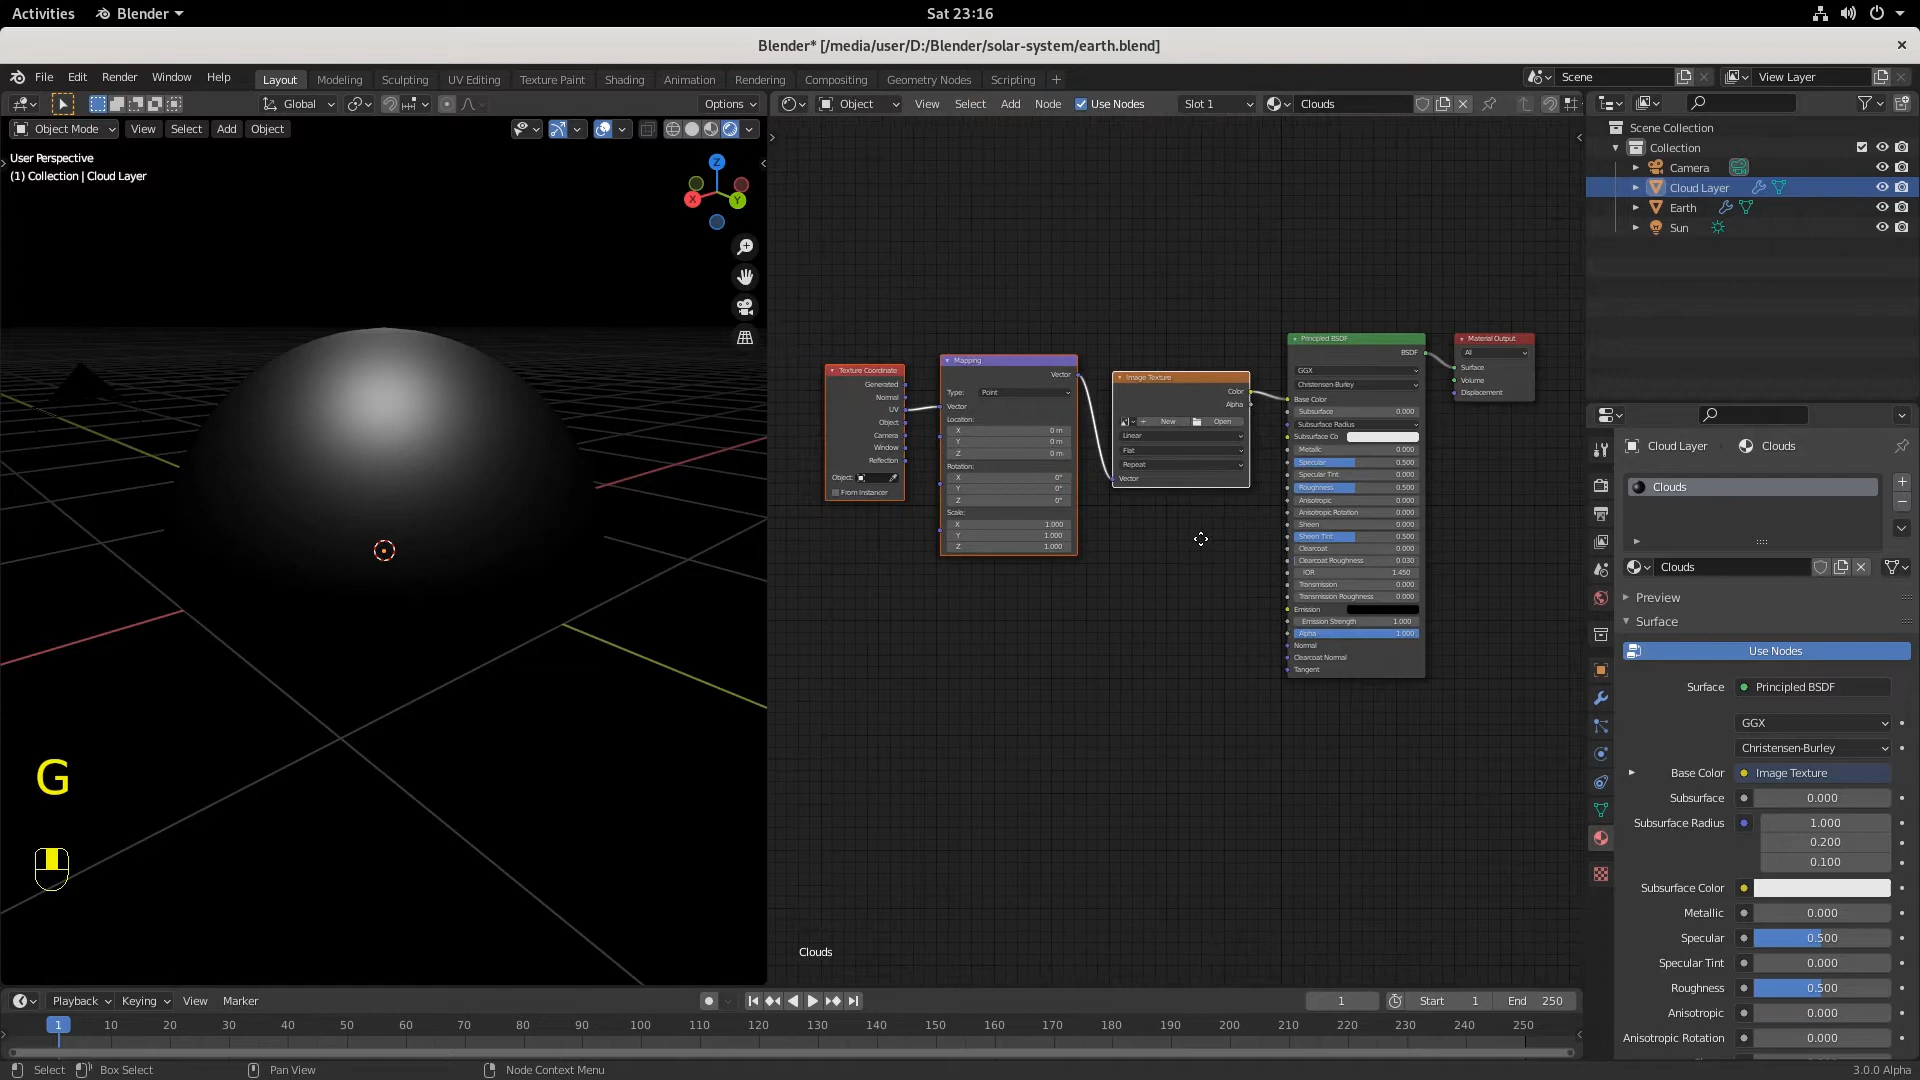 Activities Blender Sat 23:16
Blender* [/media/user/D:/Blender/solar-system/earth.blend]
File Edit Render Window Help Layout Modeling Sculpting UV Editing Texture Paint Shading Animation Rendering Compositing Geometry Nodes Scripting + Scene View Layer
Global Options Object View Select Add Node Use Nodes Slot 1 Clouds
Object Mode View Select Add Object
User Perspective
(1) Collection | Cloud Layer
Z
X
Y
Scene Collection
Collection
Camera
Cloud Layer
Earth
Sun
Texture Coordinate
Generated
Normal
UV
Object
Camera
Window
Reflection
Object:
From Instancer
Mapping
Vector
Type: Point
Vector
Location:
X 0 m
Y 0 m
Z 0 m
Rotation:
X 0°
Y 0°
Z 0°
Scale:
X 1.000
Y 1.000
Z 1.000
Image Texture
Color
Alpha
New Open
Linear
Flat
Repeat
Vector
Principled BSDF
BSDF
GGX
Christensen-Burley
Base Color
Subsurface 0.000
Subsurface Radius
Subsurface Co
Metallic 0.000
Specular 0.500
Specular Tint 0.000
Roughness 0.500
Anisotropic 0.000
Anisotropic Rotation 0.000
Sheen 0.000
Sheen Tint 0.500
Clearcoat 0.000
Clearcoat Roughness 0.030
IOR 1.450
Transmission 0.000
Transmission Roughness 0.000
Emission
Emission Strength 1.000
Alpha 1.000
Normal
Clearcoat Normal
Tangent
Material Output
All
Surface
Volume
Displacement
Clouds
G
Cloud Layer Clouds
Clouds
Clouds
Preview
Surface
Use Nodes
Surface Principled BSDF
GGX
Christensen-Burley
Base Color Image Texture
Subsurface 0.000
Subsurface Radius 1.000
0.200
0.100
Subsurface Color
Metallic 0.000
Specular 0.500
Specular Tint 0.000
Roughness 0.500
Anisotropic 0.000
Anisotropic Rotation 0.000
Playback Keying View Marker 1 Start 1 End 250
1 10 20 30 40 50 60 70 80 90 100 110 120 130 140 150 160 170 180 190 200 210 220 230 240 250
Select Box Select Pan View Node Context Menu 3.0.0 Alpha